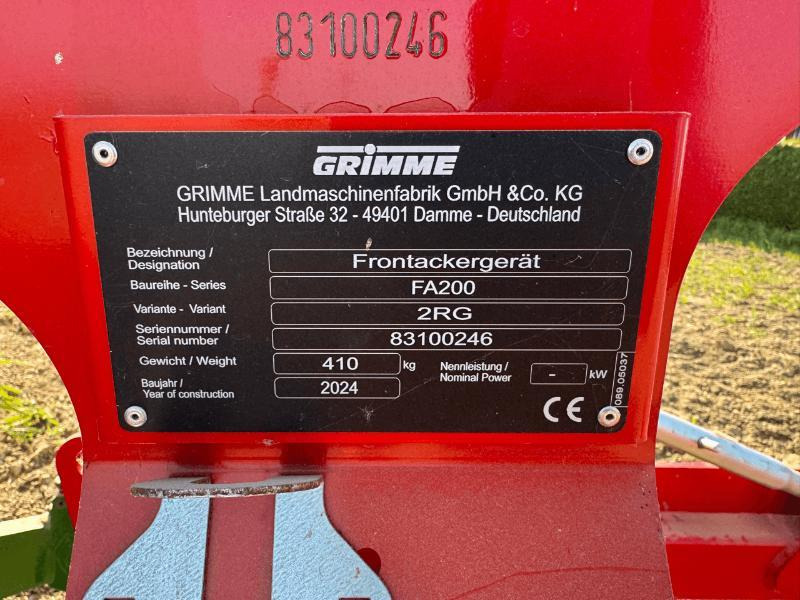 83100246
GRIMME
GRIMME Landmaschinenfabrik GmbH &Co. KG
Hunteburger Straße 32 - 49401 Damme - Deutschland
Bezeichnung /
Designation
Frontackergerät
Baureihe - Series
FA200
Variante - Variant
2RG
Seriennummer /
Serial number
83100246
Gewicht / Weight
410 kg
Nennleistung /
Nominal Power
- kW
Baujahr /
Year of construction
2024
CE
089.05037